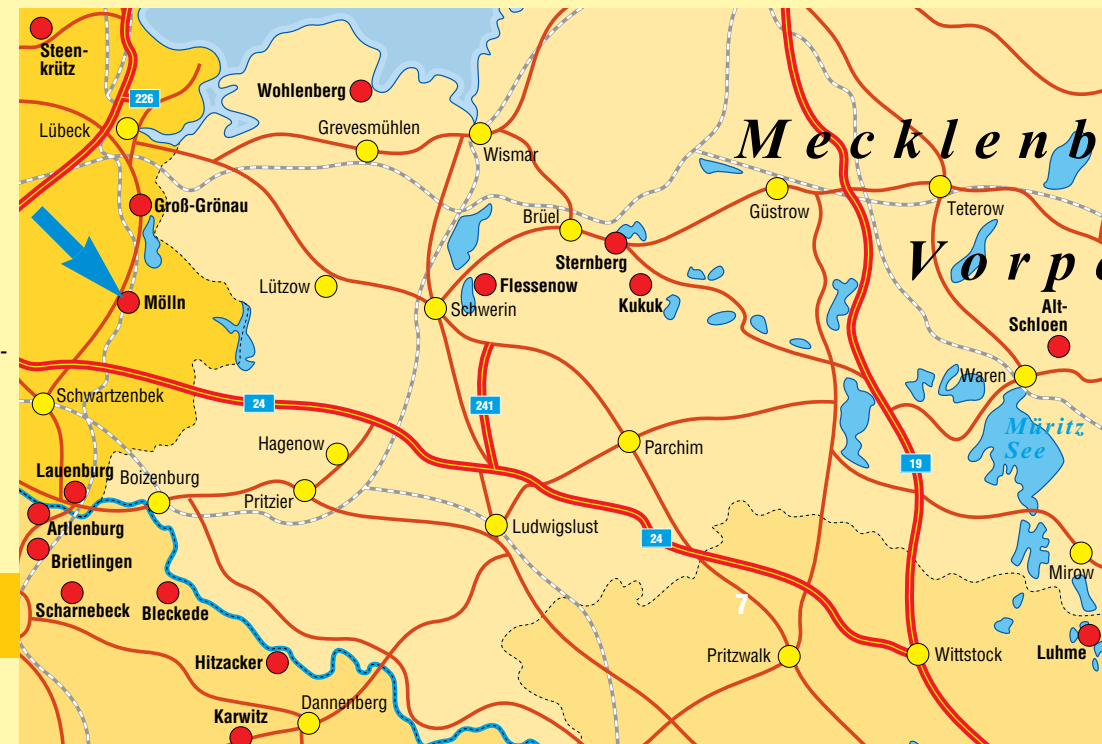 Steen-
krütz
226
Wohlenberg
Lübeck
Grevesmühlen
Wismar
Mecklenb
Groß-Grönau
Güstrow
Teterow
Brüel
Sternberg
Vorpo
Lützow
Flessenow
Kukuk
Mölln
Schwerin
Alt-
Schloen
-
Schwartzenbek
24
241
Waren
Müritz
See
Hagenow
Parchim
19
Lauenburg
Boizenburg
Pritzier
Artlenburg
Ludwigslust
24
Brietlingen
Mirow
Scharnebeck
Bleckede
7
Hitzacker
Pritzwalk
Wittstock
Luhme
Dannenberg
Karwitz